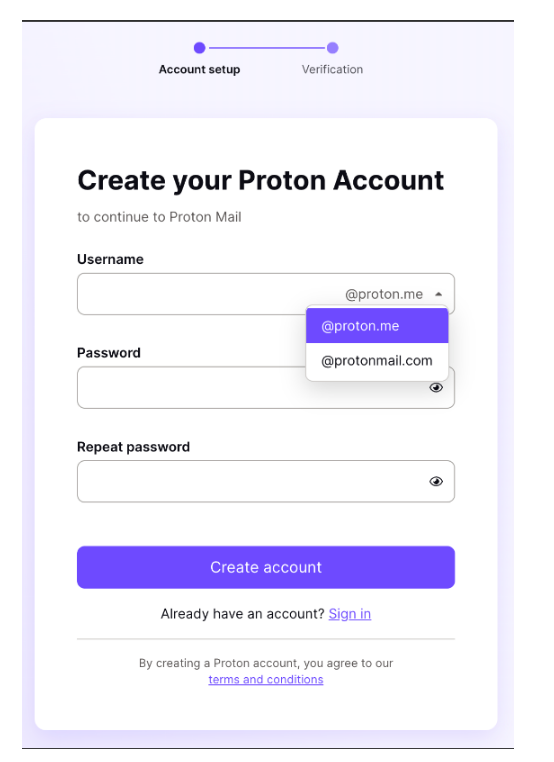 Account setup
Verification
Create your Proton Account
to continue to Proton Mail
Username
@proton.me
@proton.me
@protonmail.com
Password
Repeat password
Create account
Already have an account? Sign in
By creating a Proton account, you agree to our
terms and conditions